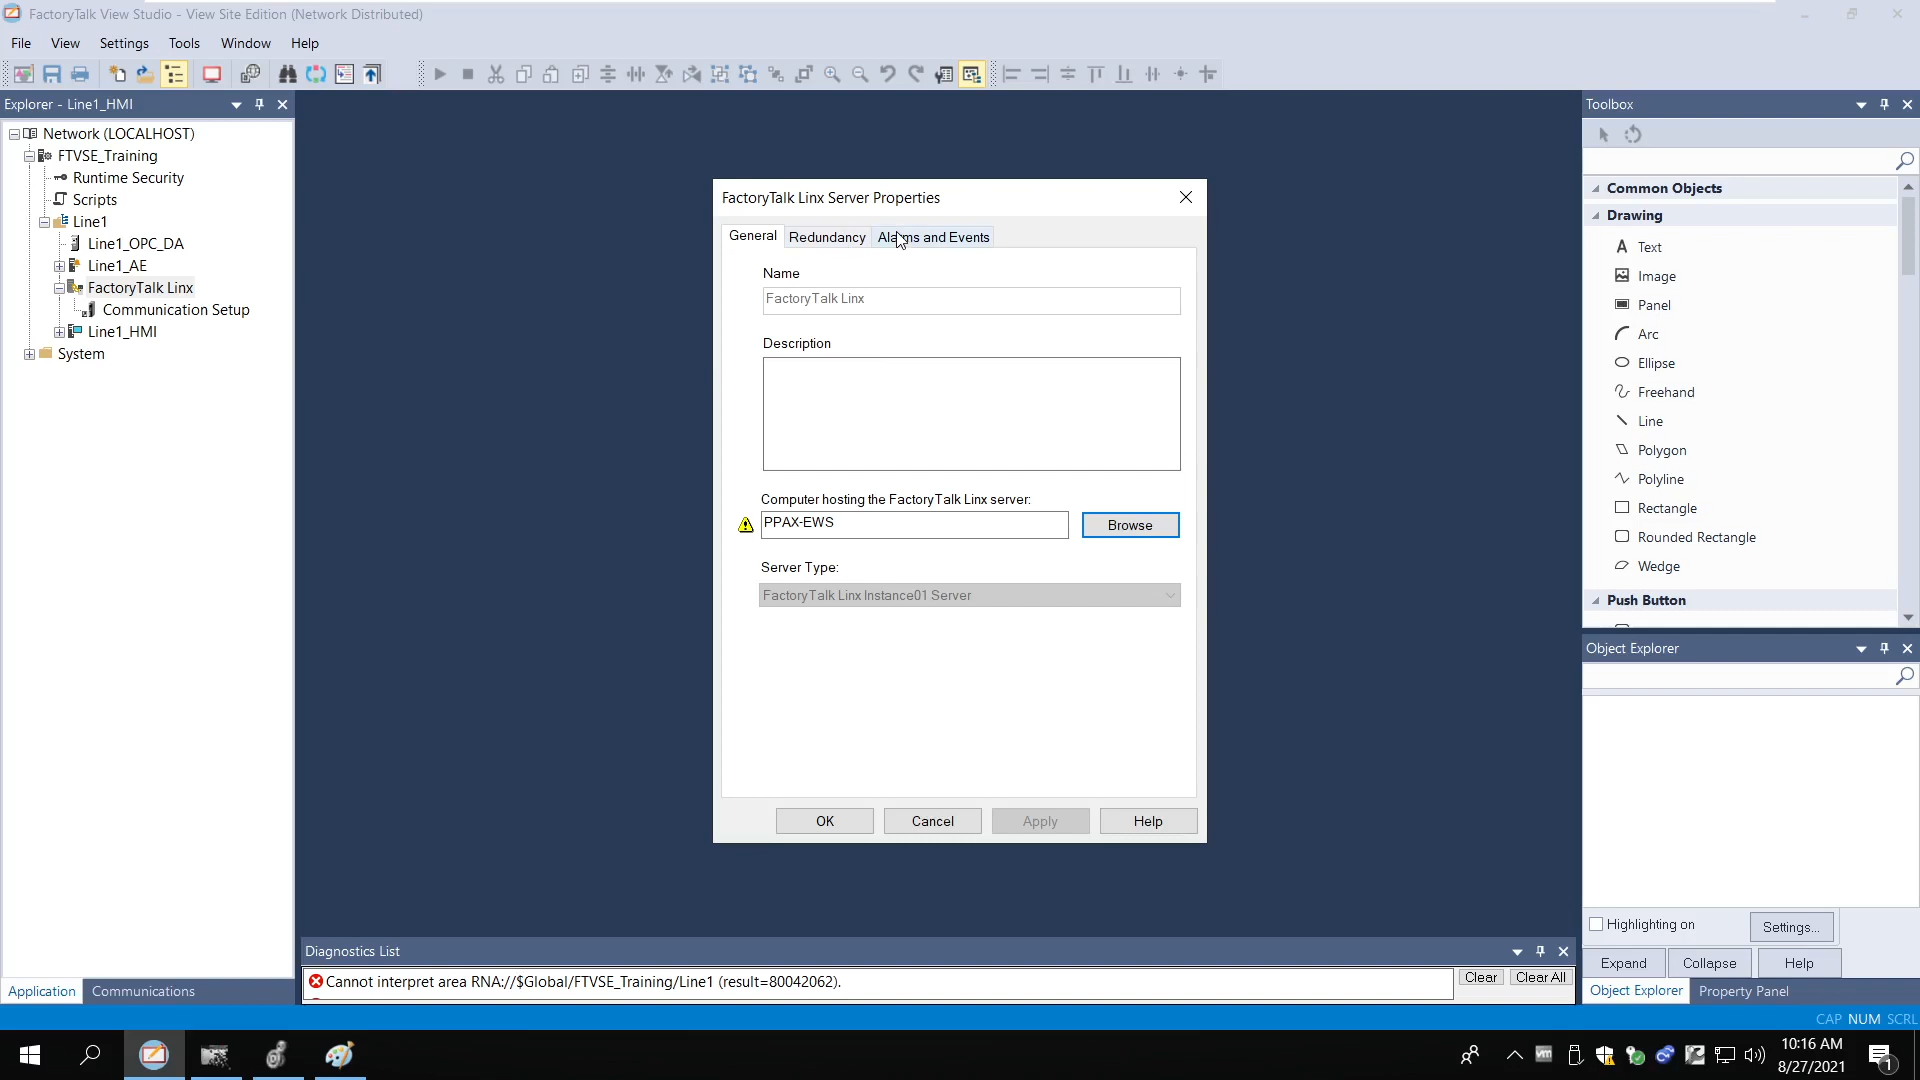 FactoryTalk View Studio - View Site Edition (Network Distributed)
File View Settings Tools Window Help
Explorer - Line1_HMI
Network (LOCALHOST)
FTVSE_Training
Runtime Security
Scripts
Line1
Line1_OPC_DA
Line1_AE
FactoryTalk Linx
Communication Setup
Line1_HMI
System
Application Communications
FactoryTalk Linx Server Properties
General Redundancy Alarms and Events
Name
FactoryTalk Linx
Description
Computer hosting the FactoryTalk Linx server:
PPAX-EWS Browse
Server Type:
FactoryTalk Linx Instance01 Server
OK Cancel Apply Help
Diagnostics List
Cannot interpret area RNA://$Global/FTVSE_Training/Line1 (result=80042062).
Clear Clear All
Toolbox
Common Objects
Drawing
Text
Image
Panel
Arc
Ellipse
Freehand
Line
Polygon
Polyline
Rectangle
Rounded Rectangle
Wedge
Push Button
Object Explorer
Highlighting on Settings...
Expand Collapse Help
Object Explorer Property Panel
CAP NUM SCRL
vm
10:16 AM
8/27/2021
1